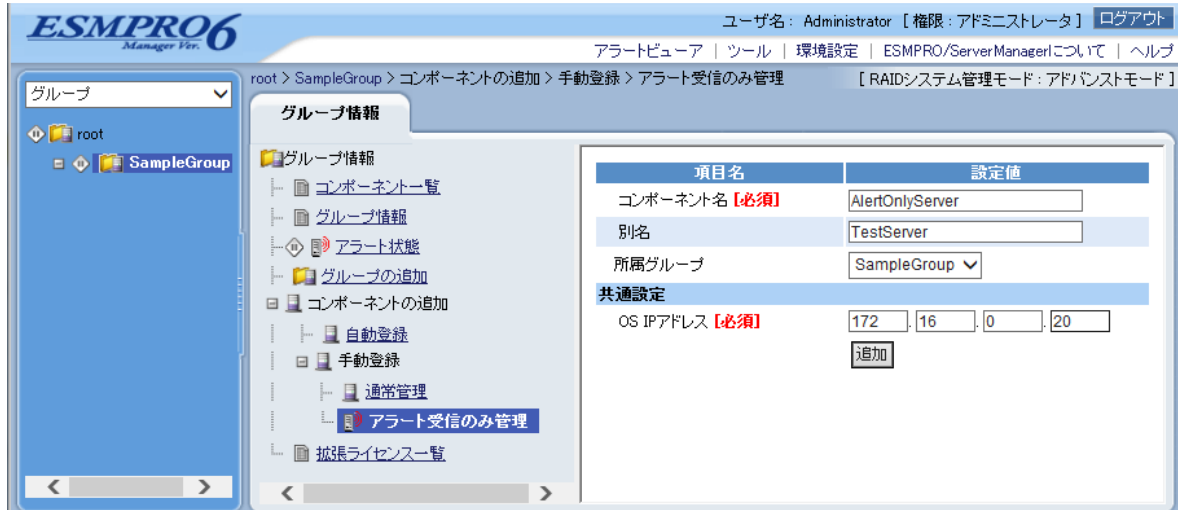 ESMPRO6
Manager Ver.
ユーザ名： Administrator [ 権限：アドミニストレータ ] ログアウト
アラートビューア | ツール | 環境設定 | ESMPRO/ServerManagerについて | ヘルプ
グループ
root
SampleGroup
root > SampleGroup > コンポーネントの追加 > 手動登録 > アラート受信のみ管理 [ RAIDシステム管理モード：アドバンストモード ]
グループ情報
グループ情報
コンポーネント一覧
グループ情報
アラート状態
グループの追加
コンポーネントの追加
自動登録
手動登録
通常管理
アラート受信のみ管理
拡張ライセンス一覧
項目名 設定値
コンポーネント名 [必須] AlertOnlyServer
別名 TestServer
所属グループ SampleGroup
共通設定
OS IPアドレス [必須] 172 . 16 . 0 . 20
追加